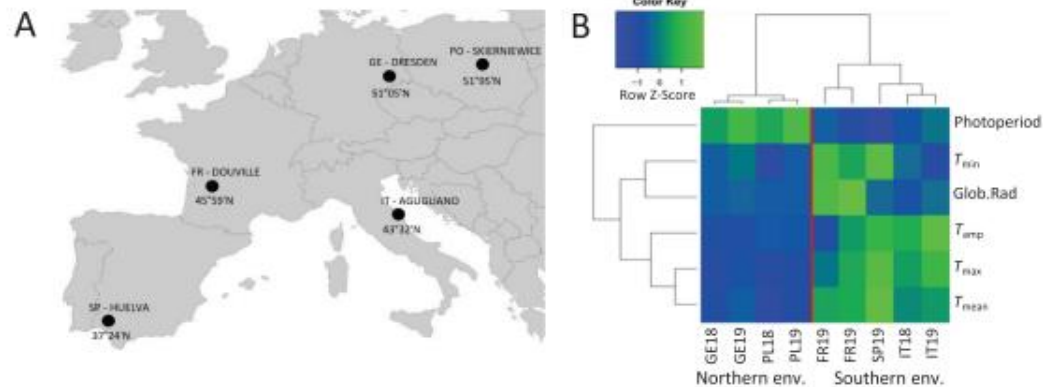 A
PO - SKIERNIEWICE
51°95'N
GE - DRESDEN
51°05'N
FR - DOUVILLE
45°59'N
IT - AGUGLIANO
43°32'N
SP - HUELVA
37°24'N
B
Color Key
-1 0 1
Row Z-Score
Photoperiod
Tmin
Glob.Rad
Tamp
Tmax
Tmean
GE18 GE19 PL18 PL19 FR19 FR19 SP19 IT18 IT19
Northern env. Southern env.